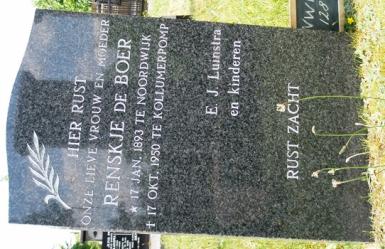 HIER RUST
ONZE LIEVE VROUW EN MOEDER
RENSKJE DE BOER
* 17 JAN. 1893 TE NOORDWIJK
† 17 OKT. 1950 TE KOLLUMERPOMP
E. J. Luinstra
en kinderen
RUST ZACHT